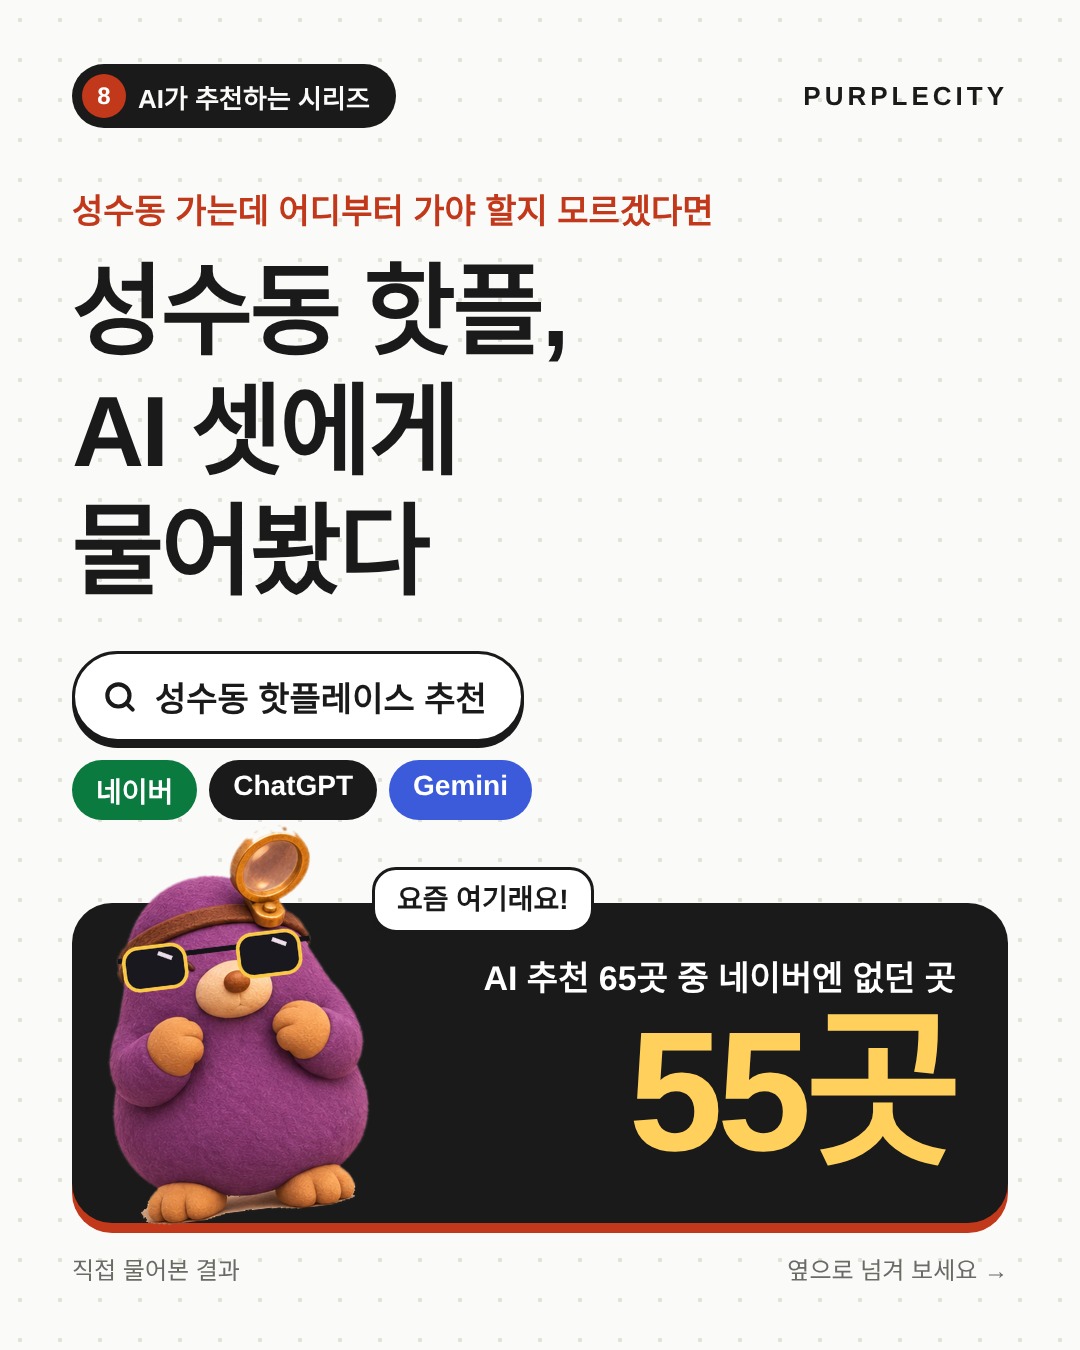 8 AI가 추천하는 시리즈
PURPLECITY
성수동 가는데 어디부터 가야 할지 모르겠다면
성수동 핫플,
AI 셋에게
물어봤다
성수동 핫플레이스 추천
네이버 ChatGPT Gemini
요즘 여기래요!
AI 추천 65곳 중 네이버엔 없던 곳
55곳
직접 물어본 결과
옆으로 넘겨 보세요 →